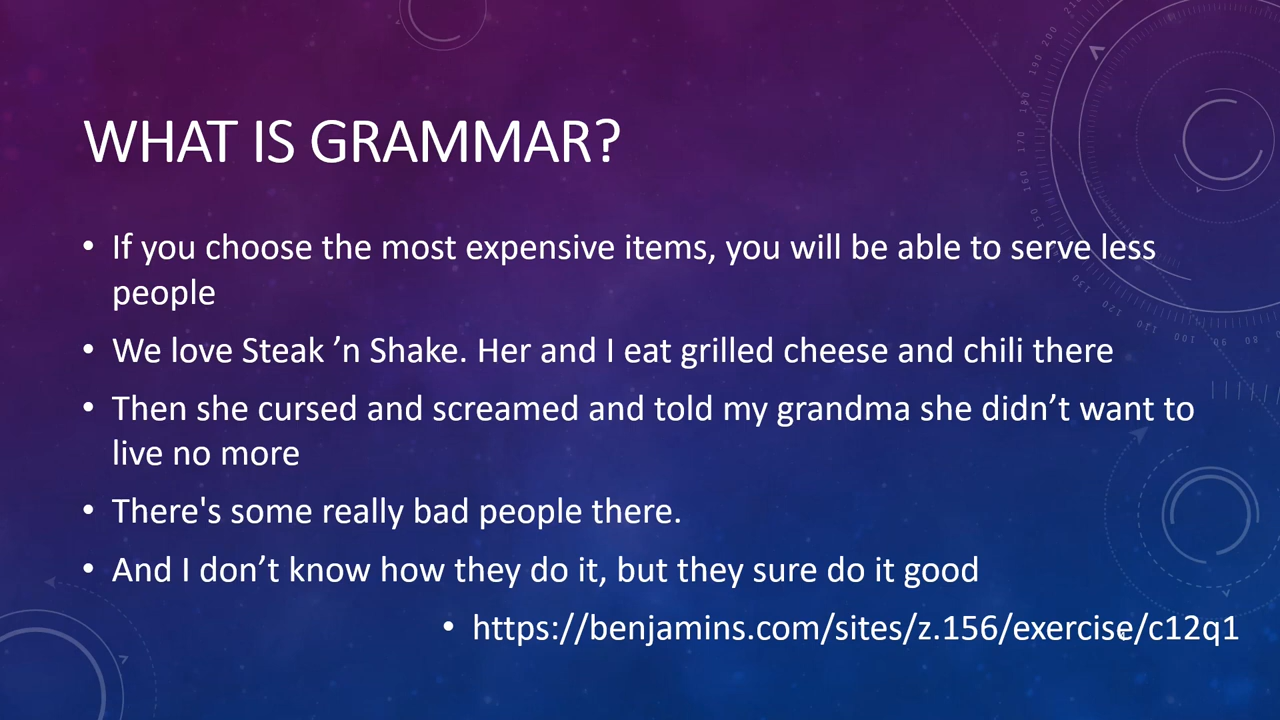 WHAT IS GRAMMAR?
• If you choose the most expensive items, you will be able to serve less
people
• We love Steak ’n Shake. Her and I eat grilled cheese and chili there
• Then she cursed and screamed and told my grandma she didn’t want to
live no more
• There's some really bad people there.
• And I don’t know how they do it, but they sure do it good
• https://benjamins.com/sites/z.156/exercise/c12q1